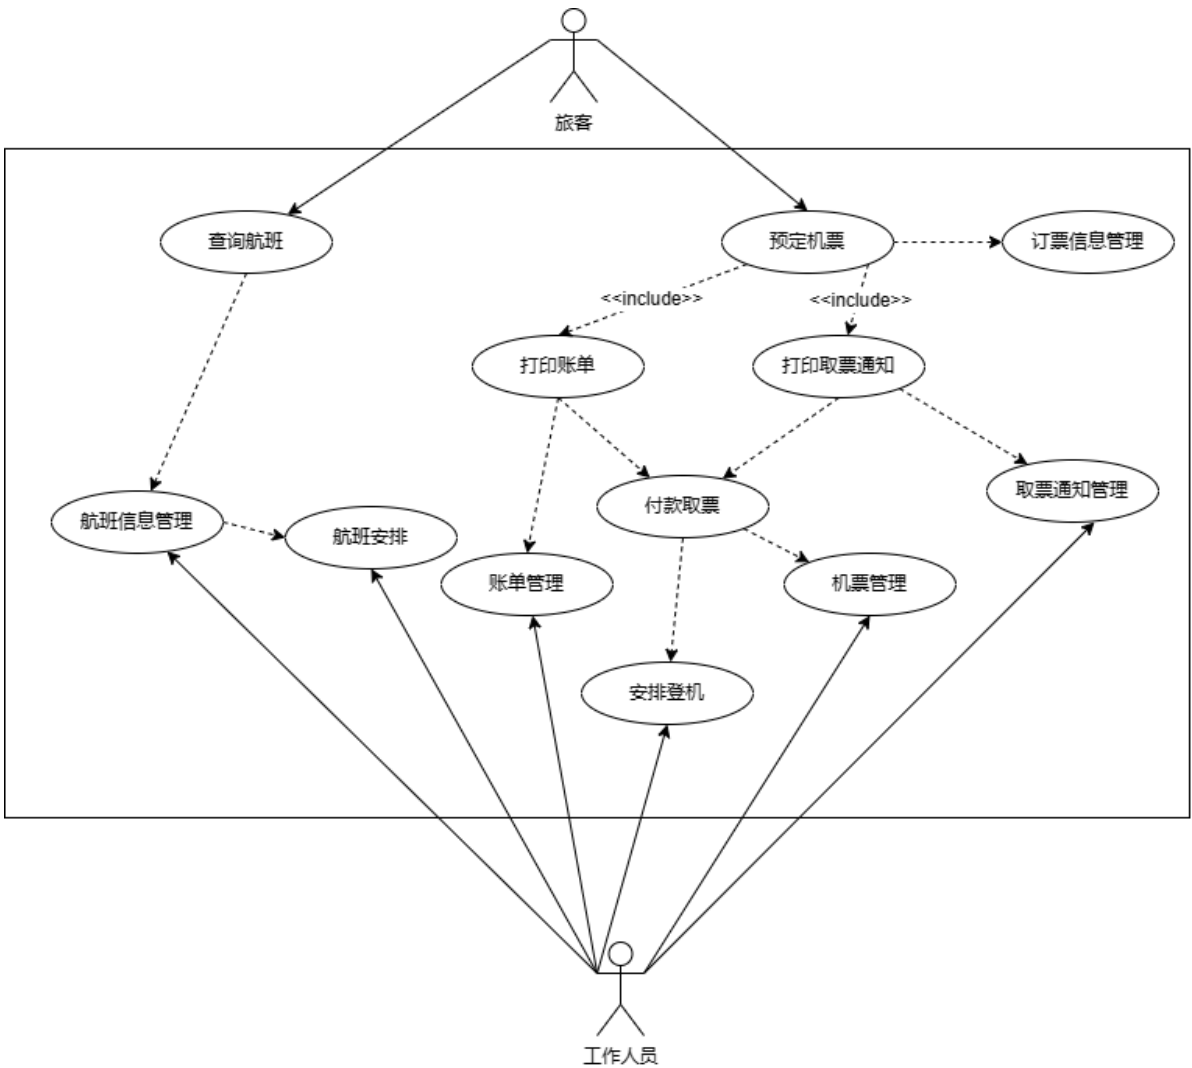 旅客
查询航班
预定机票
订票信息管理
<<include>>
<<include>>
打印账单
打印取票通知
付款取票
取票通知管理
航班信息管理
航班安排
账单管理
机票管理
安排登机
工作人员